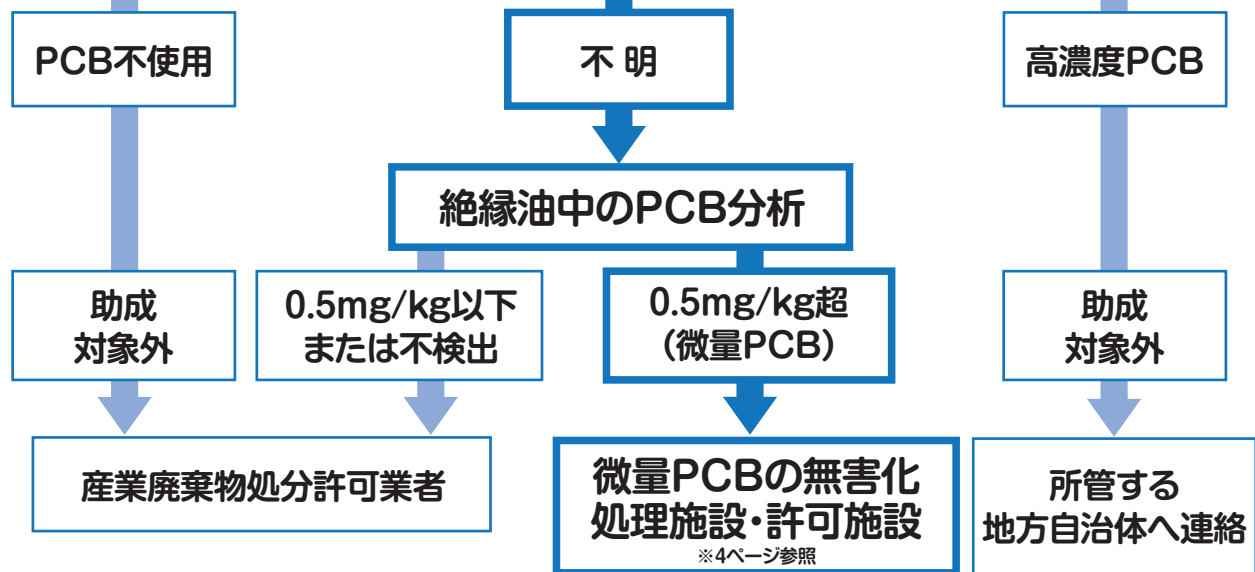 PCB不使用
不 明
高濃度PCB
絶縁油中のPCB分析
助成
対象外
0.5mg/kg以下
または不検出
0.5mg/kg超
（微量PCB）
助成
対象外
産業廃棄物処分許可業者
微量PCBの無害化
処理施設・許可施設
※4ページ参照
所管する
地方自治体へ連絡